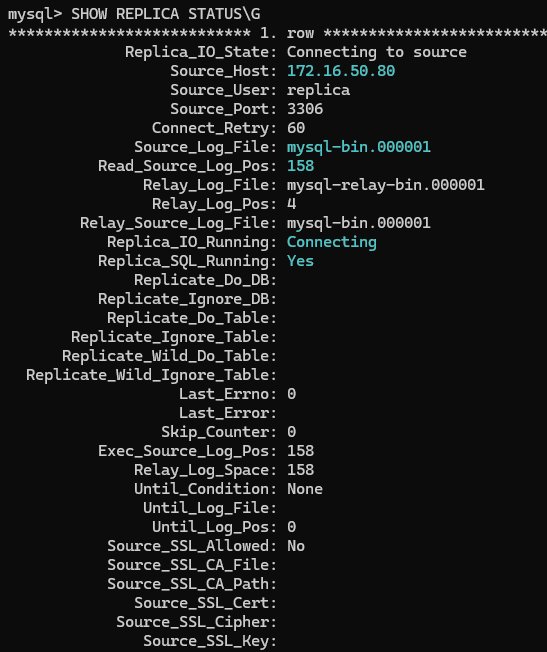 mysql> SHOW REPLICA STATUS\G
*************************** 1. row *************************
Replica_IO_State: Connecting to source
Source_Host: 172.16.50.80
Source_User: replica
Source_Port: 3306
Connect_Retry: 60
Source_Log_File: mysql-bin.000001
Read_Source_Log_Pos: 158
Relay_Log_File: mysql-relay-bin.000001
Relay_Log_Pos: 4
Relay_Source_Log_File: mysql-bin.000001
Replica_IO_Running: Connecting
Replica_SQL_Running: Yes
Replicate_Do_DB:
Replicate_Ignore_DB:
Replicate_Do_Table:
Replicate_Ignore_Table:
Replicate_Wild_Do_Table:
Replicate_Wild_Ignore_Table:
Last_Errno: 0
Last_Error:
Skip_Counter: 0
Exec_Source_Log_Pos: 158
Relay_Log_Space: 158
Until_Condition: None
Until_Log_File:
Until_Log_Pos: 0
Source_SSL_Allowed: No
Source_SSL_CA_File:
Source_SSL_CA_Path:
Source_SSL_Cert:
Source_SSL_Cipher:
Source_SSL_Key: